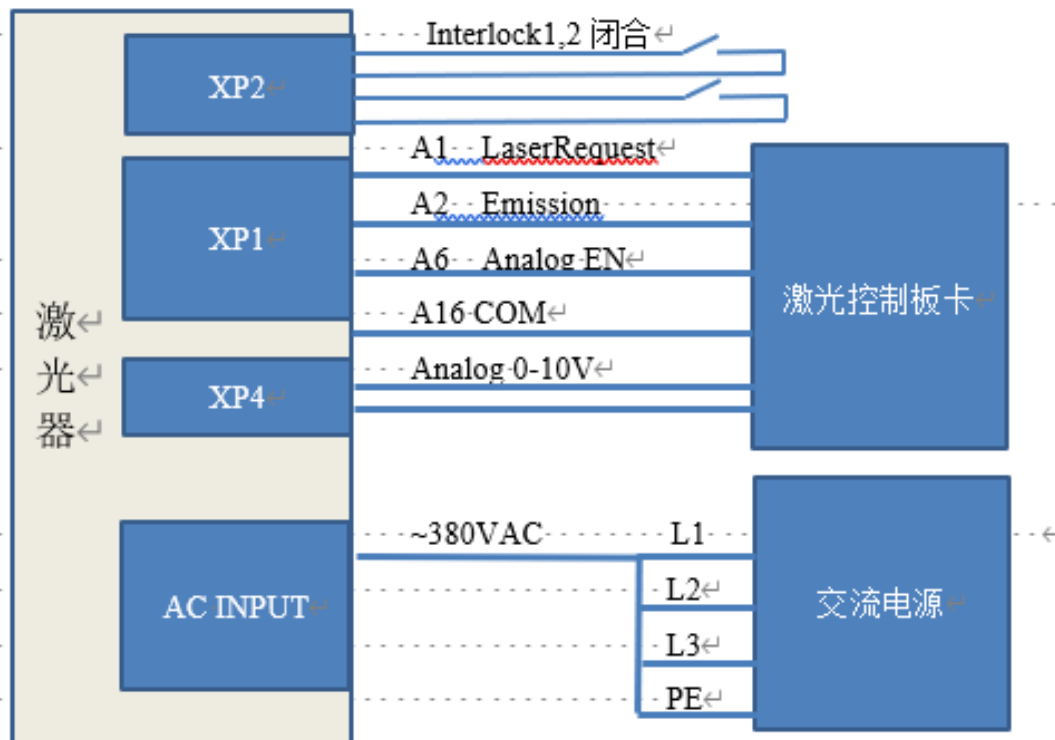 XP2
Interlock1,2 闭合
XP1
A1 LaserRequest
A2 Emission
A6 Analog EN
A16 COM
激光控制板卡
激
光
器
XP4
Analog 0-10V
AC INPUT
~380VAC L1
L2
L3
PE
交流电源